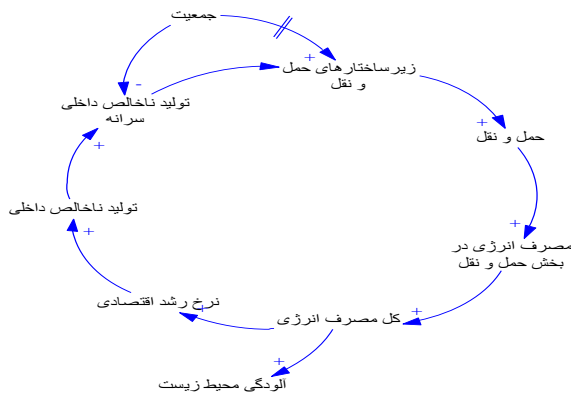 جمعیت
زیرساختارهای حمل
و نقل
+
-
تولید ناخالص داخلی
سرانه
+
حمل و نقل
+
تولید ناخالص داخلی
+
مصرف انرژی در
بخش حمل و نقل
+
نرخ رشد اقتصادی
+
کل مصرف انرژی
+
آلودگی محیط زیست
+